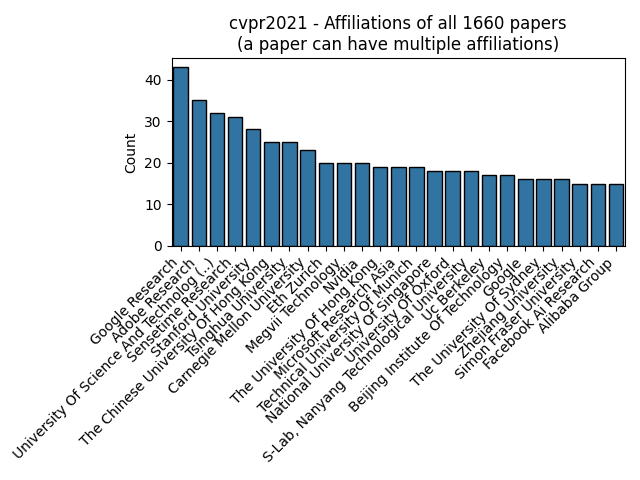 cvpr2021 - Affiliations of all 1660 papers
(a paper can have multiple affiliations)
Count
40
30
20
10
0
Google Research
Adobe Research
University Of Science And Technolog (..)
Sensetime Research
Stanford University
The Chinese University Of Hong Kong
Tsinghua University
Carnegie Mellon University
Eth Zurich
Megvii Technology
Nvidia
The University Of Hong Kong
Microsoft Research Asia
Technical University Of Munich
National University Of Singapore
University Of Oxford
S-Lab, Nanyang Technological University
Uc Berkeley
Beijing Institute Of Technology
Google
The University Of Sydney
Zhejiang University
Simon Fraser University
Facebook Ai Research
Alibaba Group